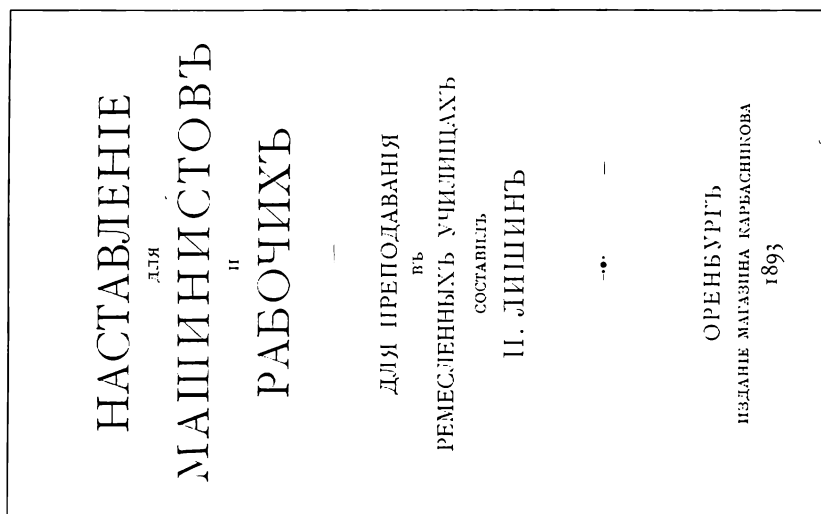 НАСТАВЛЕНІЕ
ДЛЯ
МАШИНИСТОВЪ
И
РАБОЧИХЪ
ДЛЯ ПРЕПОДАВАНІЯ
ВЪ
РЕМЕСЛЕННЫХЪ УЧИЛИЩАХЪ
СОСТАВИЛЪ
И. ЛИШИНЪ
ОРЕНБУРГЪ
ИЗДАНІЕ МАГАЗИНА КАРБАСНИКОВА
1893